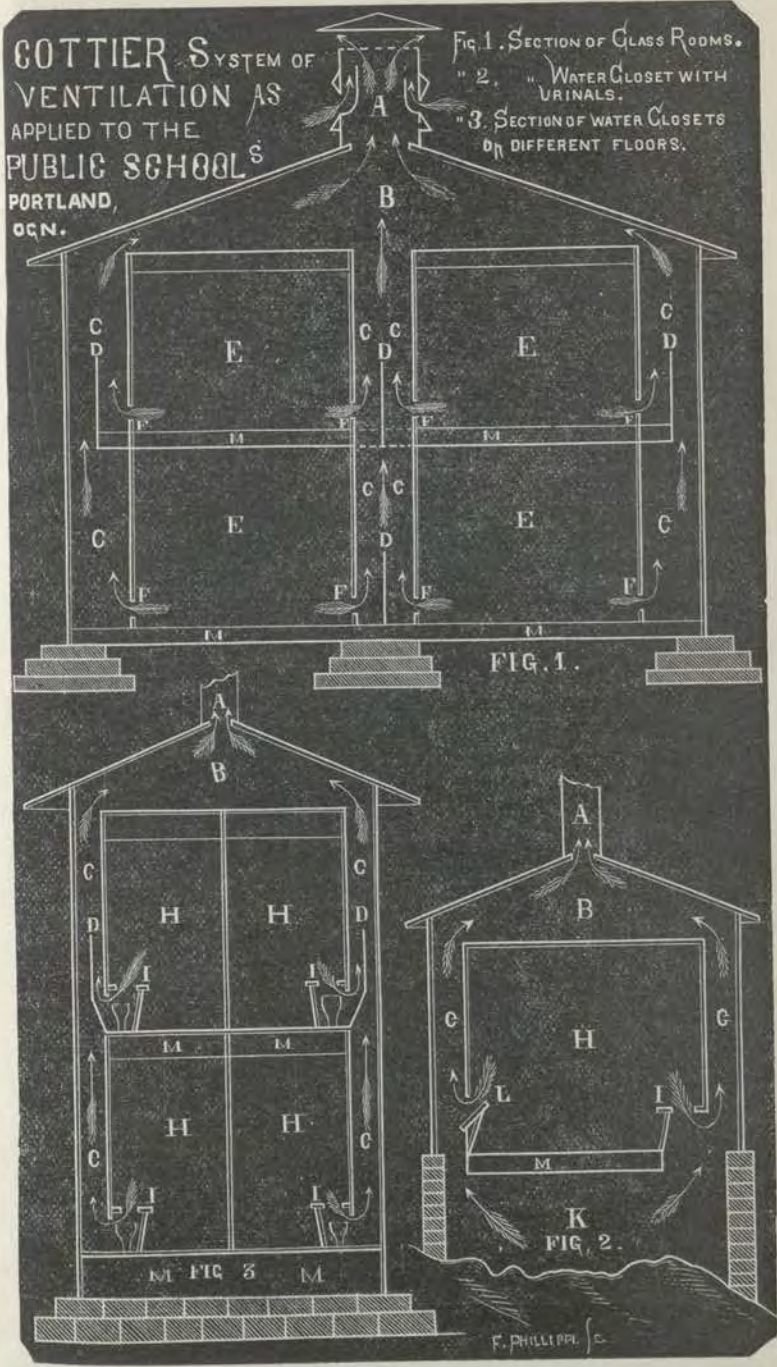 COTTIER SYSTEM OF
VENTILATION AS
APPLIED TO THE
PUBLIC SCHOOLS
PORTLAND,
OGN.
Fig. 1. SECTION OF CLASS ROOMS.
" 2. " WATER CLOSET WITH
URINALS.
" 3. SECTION OF WATER CLOSETS
ON DIFFERENT FLOORS.
A
B
C C C C
D D D
E E
F F F F
M M
C C C C
D
E E
F F F F
M M
FIG. 1.
A
B
C C
D D
H H
I I
M M
H H
C C
I I
M FIG 3 M
A
B
C C
H
L I
M
K
FIG, 2.
F. PHILLIPPI. Sc.